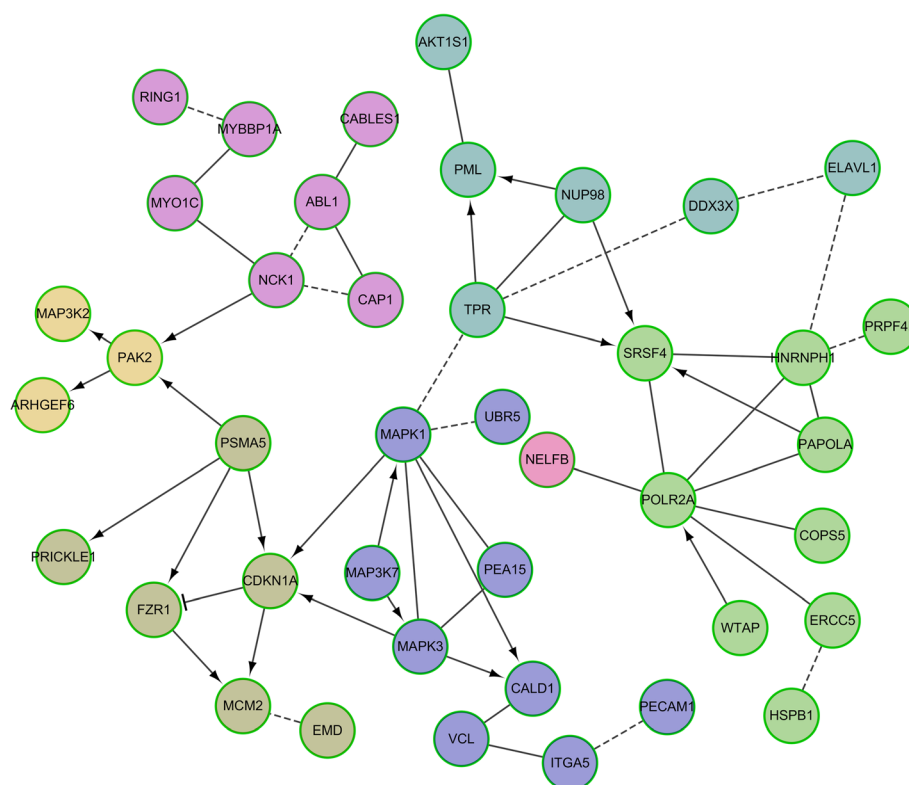 AKT1S1
RING1
CABLES1
MYBBP1A
PML
ELAVL1
NUP98
MYO1C
ABL1
DDX3X
NCK1
CAP1
TPR
MAP3K2
PRPF4
PAK2
SRSF4
HNRNPH1
ARHGEF6
UBR5
MAPK1
PSMA5
PAPOLA
NELFB
POLR2A
COPS5
PRICKLE1
MAP3K7
PEA15
CDKN1A
FZR1
WTAP
ERCC5
MAPK3
CALD1
MCM2
PECAM1
HSPB1
EMD
VCL
ITGA5